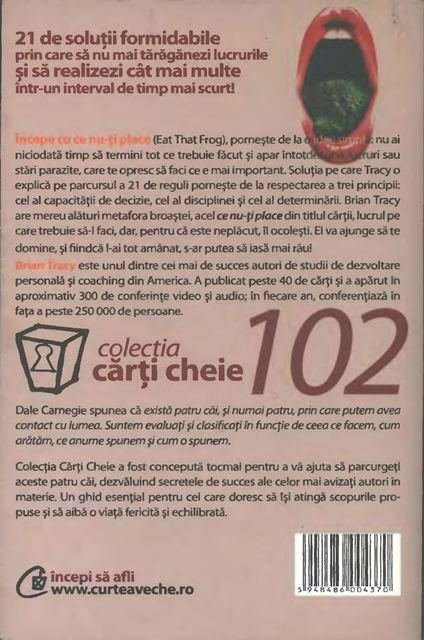 21 de soluții formidabile
prin care să nu mai tărăgănezi lucrurile
și să realizezi cât mai multe
într-un interval de timp mai scurt!
Începe cu ce nu-ți place (Eat That Frog), pornește de la o idee simplă: nu ai
niciodată timp să termini tot ce trebuie făcut și apar întotdeauna lucruri sau
stări parazite, care te opresc să faci ce e mai important. Soluția pe care Tracy o
explică pe parcursul a 21 de reguli pornește de la respectarea a trei principii:
cel al capacității de decizie, cel al disciplinei și cel al determinării. Brian Tracy
are mereu alături metafora broaștei, acel ce nu-ți place din titlul cărții, lucrul pe
care trebuie să-l faci, dar, pentru că este neplăcut, îl ocolești. El va ajunge să te
domine, și fiindcă l-ai tot amânat, s-ar putea să iasă mai rău!
Brian Tracy este unul dintre cei mai de succes autori de studii de dezvoltare
personală și coaching din America. A publicat peste 40 de cărți și a apărut în
aproximativ 300 de conferințe video și audio; în fiecare an, conferențiază în
fața a peste 250 000 de persoane.
colecția
cărți cheie 102
Dale Carnegie spunea că există patru căi, și numai patru, prin care putem avea
contact cu lumea. Suntem evaluați și clasificați în funcție de ceea ce facem, cum
arătăm, ce anume spunem și cum o spunem.
Colecția Cărți Cheie a fost concepută tocmai pentru a vă ajuta să parcurgeți
aceste patru căi, dezvăluind secretele de succes ale celor mai avizați autori în
materie. Un ghid esențial pentru cei care doresc să își atingă scopurile pro-
puse și să aibă o viață fericită și echilibrată.
începi să afli
www.curteaveche.ro
5 948486 004370